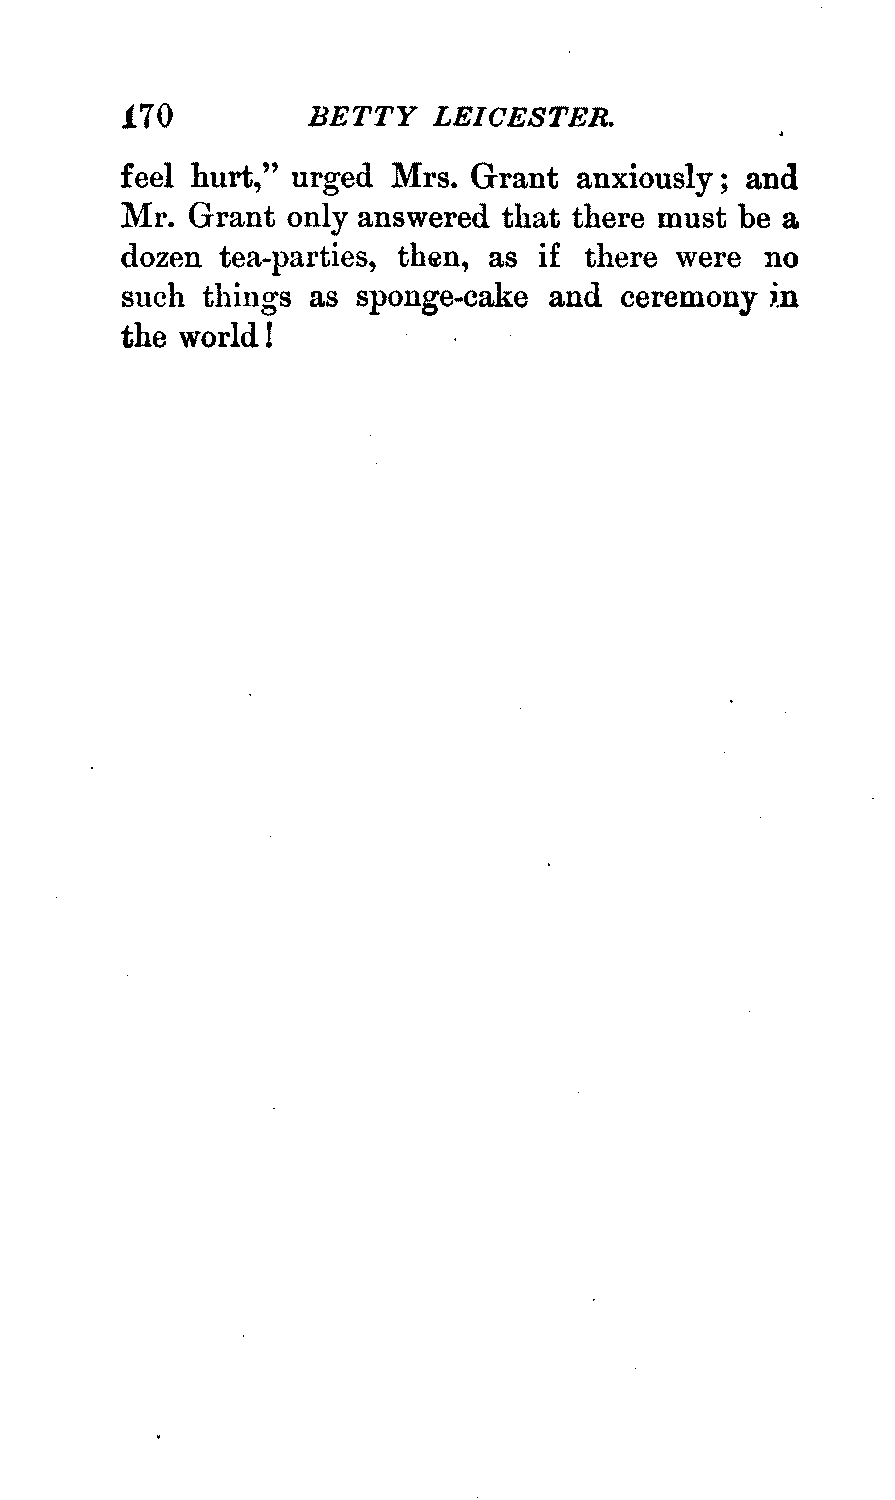 170 BETTY LEICESTER.
feel hurt,” urged Mrs. Grant anxiously; and
Mr. Grant only answered that there must be a
dozen tea-parties, then, as if there were no
such things as sponge-cake and ceremony in
the world!